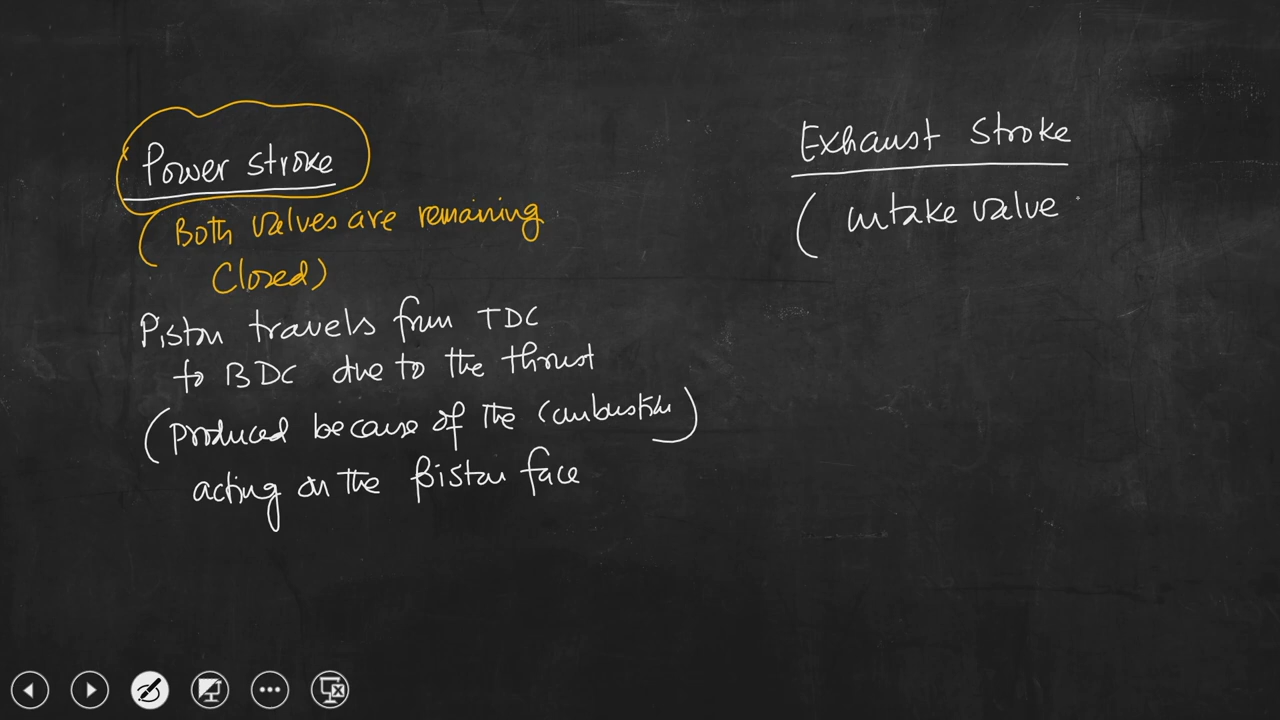 Power stroke
(Both valves are remaining
Closed)
Piston travels from TDC
to BDC due to the thrust
(produced because of the combustion)
acting on the piston face
Exhaust Stroke
(intake valve